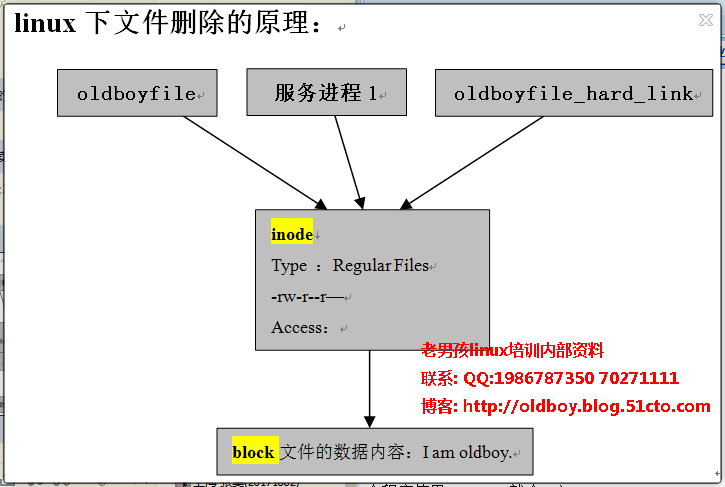 linux 下文件删除的原理：
oldboyfile
服务进程 1
oldboyfile_hard_link
inode
Type ：Regular Files
-rw-r--r—
Access：
老男孩linux培训内部资料
联系: QQ:1986787350 70271111
博客: http://oldboy.blog.51cto.com
block 文件的数据内容：I am oldboy.